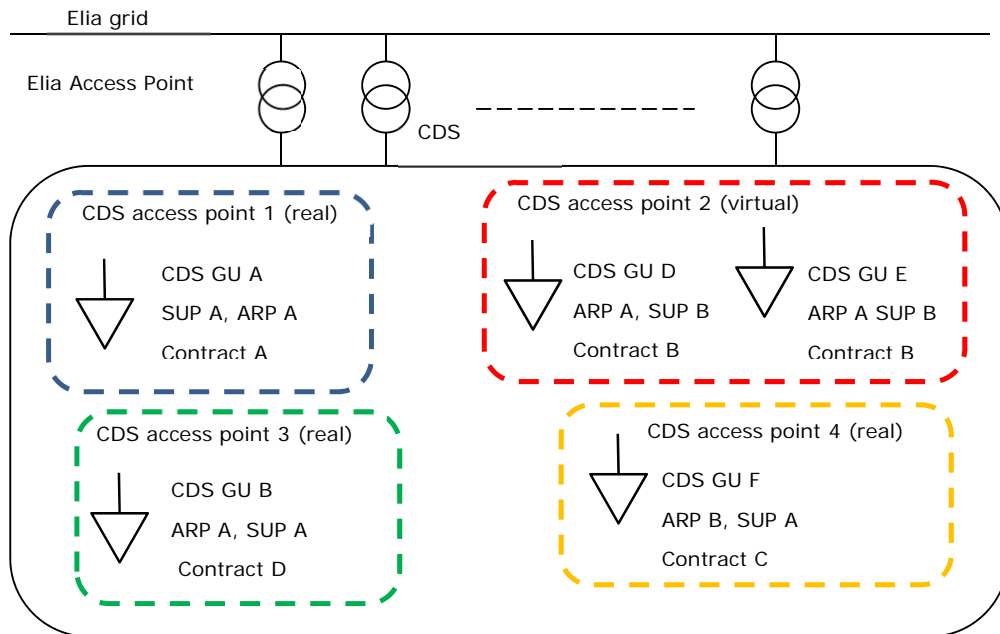 Elia grid
Elia Access Point
CDS
CDS access point 1 (real)
CDS GU A
SUP A, ARP A
Contract A
CDS access point 2 (virtual)
CDS GU D
ARP A, SUP B
Contract B
CDS GU E
ARP A SUP B
Contract B
CDS access point 3 (real)
CDS GU B
ARP A, SUP A
Contract D
CDS access point 4 (real)
CDS GU F
ARP B, SUP A
Contract C